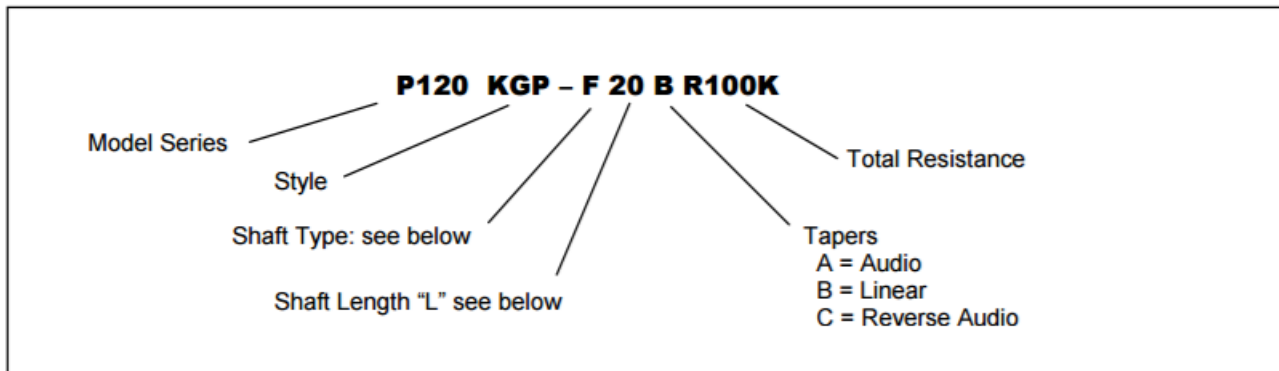 P120 KGP – F 20 B R100K
Model Series
Total Resistance
Style
Shaft Type: see below
Tapers
A = Audio
B = Linear
C = Reverse Audio
Shaft Length “L” see below